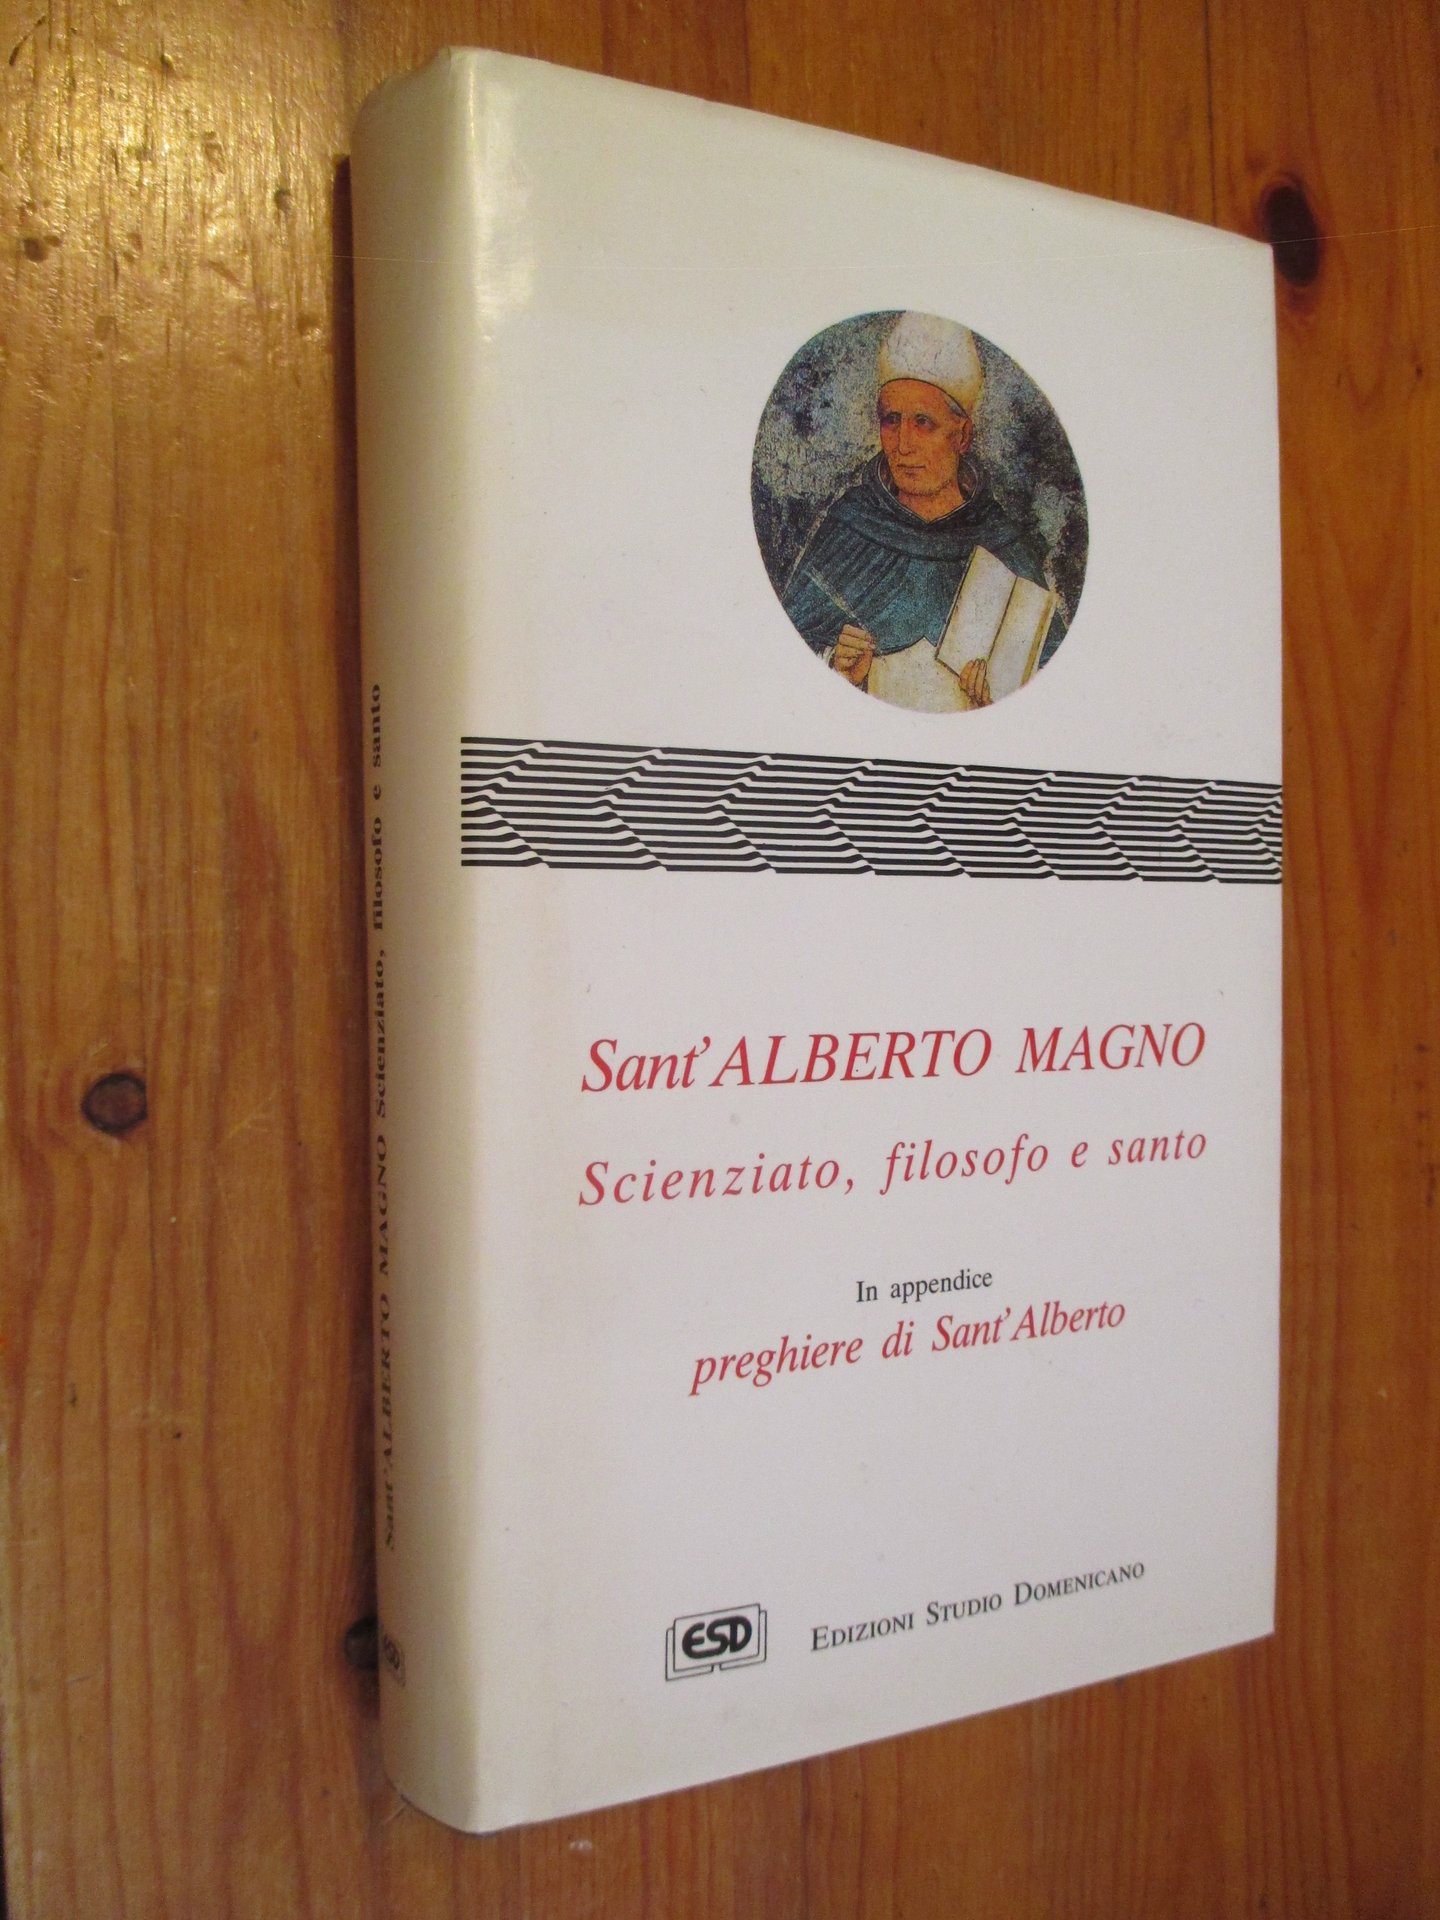 Sant'ALBERTO MAGNO
Scienziato, filosofo e santo
In appendice
preghiere di Sant'Alberto
ESD
EDIZIONI STUDIO DOMENICANO
Sant'ALBERTO MAGNO Scienziato, filosofo e santo
ESD